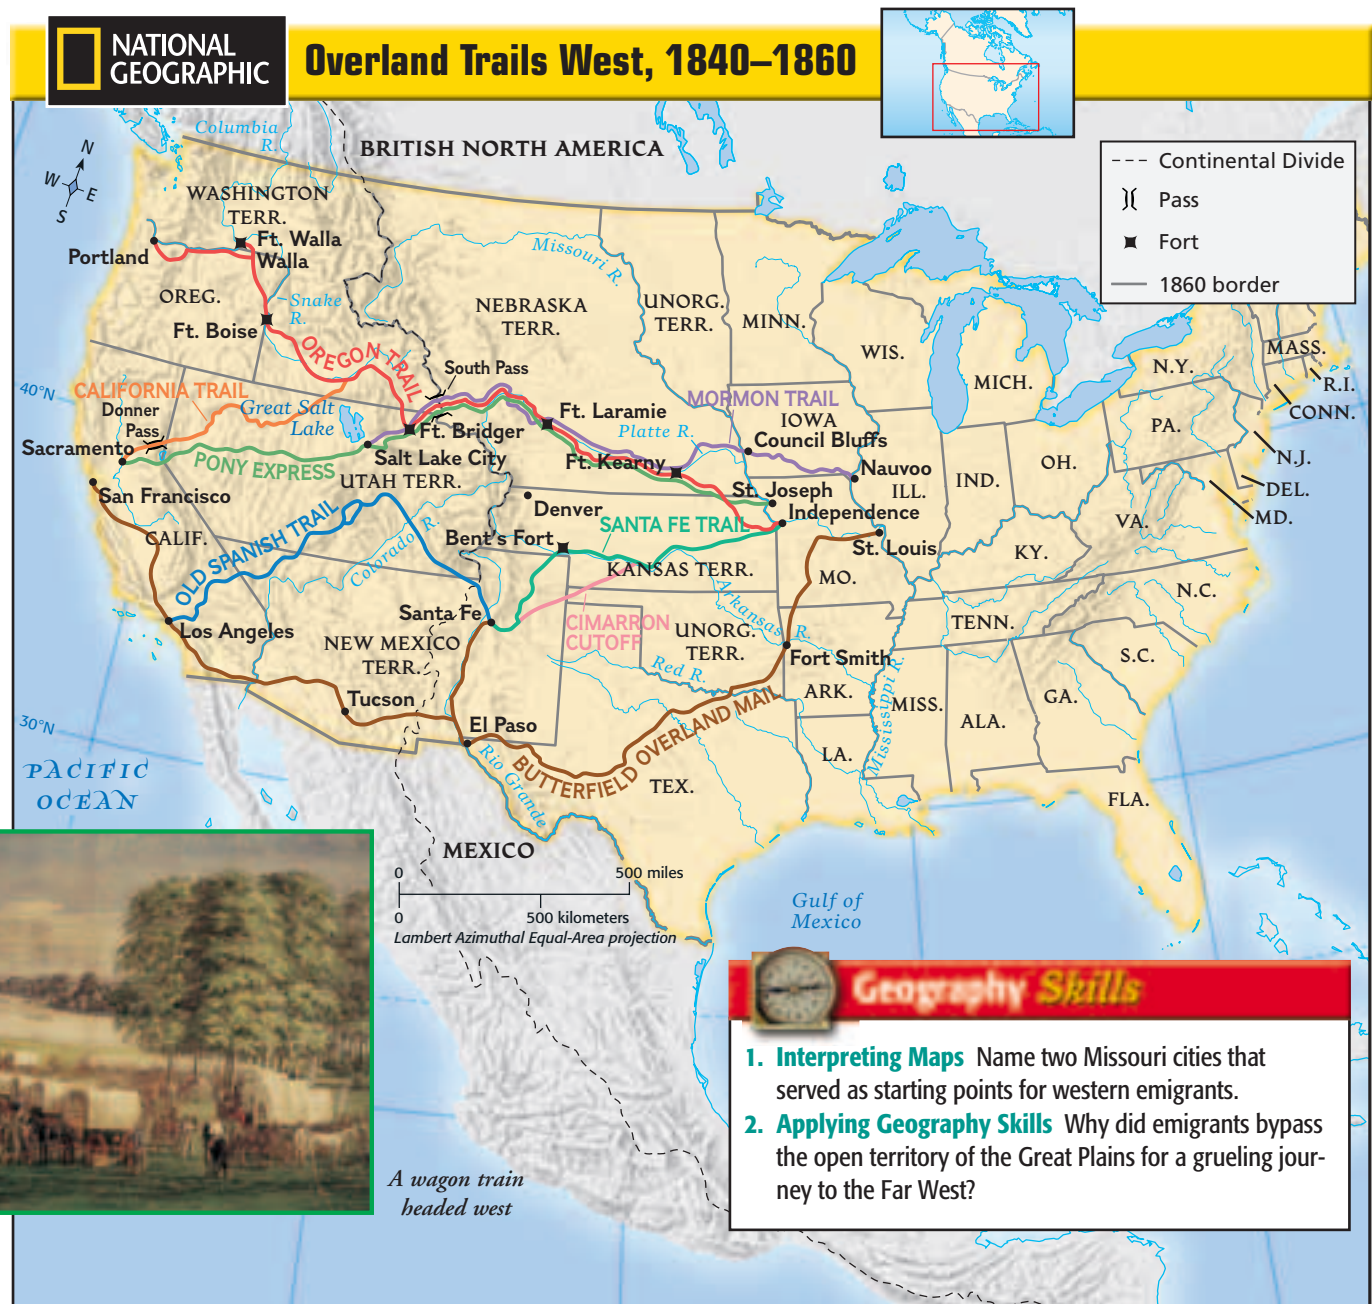 NATIONAL
GEOGRAPHIC
Overland Trails West, 1840–1860
Continental Divide
Pass
Fort
1860 border
N
W
E
S
BRITISH NORTH AMERICA
Columbia
R.
WASHINGTON
TERR.
Ft. Walla
Walla
Portland
OREG.
Snake
R.
Ft. Boise
Missouri R.
NEBRASKA
TERR.
UNORG.
TERR.
MINN.
WIS.
MICH.
N.Y.
MASS.
R.I.
CONN.
PA.
N.J.
DEL.
MD.
OREGON TRAIL
South Pass
40°N
CALIFORNIA TRAIL
Donner
Pass
Great Salt
Lake
Sacramento
PONY EXPRESS
Ft. Bridger
Salt Lake City
UTAH TERR.
Ft. Laramie
Platte R.
MORMON TRAIL
IOWA
Council Bluffs
Ft. Kearny
Nauvoo
ILL.
IND.
OH.
St. Joseph
Independence
San Francisco
CALIF.
Denver
SANTA FE TRAIL
Bent's Fort
St. Louis
OLD SPANISH TRAIL
Colorado R.
KANSAS TERR.
MO.
KY.
VA.
N.C.
Los Angeles
Santa Fe
NEW MEXICO
TERR.
CIMARRON
CUTOFF
UNORG.
TERR.
Arkansas R.
Fort Smith
TENN.
S.C.
Red R.
ARK.
Mississippi R.
MISS.
ALA.
GA.
30°N
Tucson
El Paso
BUTTERFIELD OVERLAND MAIL
LA.
TEX.
FLA.
Rio Grande
PACIFIC
OCEAN
MEXICO
0
500 miles
0
500 kilometers
Lambert Azimuthal Equal-Area projection
Gulf of
Mexico
A wagon train
headed west
Geography Skills
1. Interpreting Maps Name two Missouri cities that
served as starting points for western emigrants.
2. Applying Geography Skills Why did emigrants bypass
the open territory of the Great Plains for a grueling jour-
ney to the Far West?